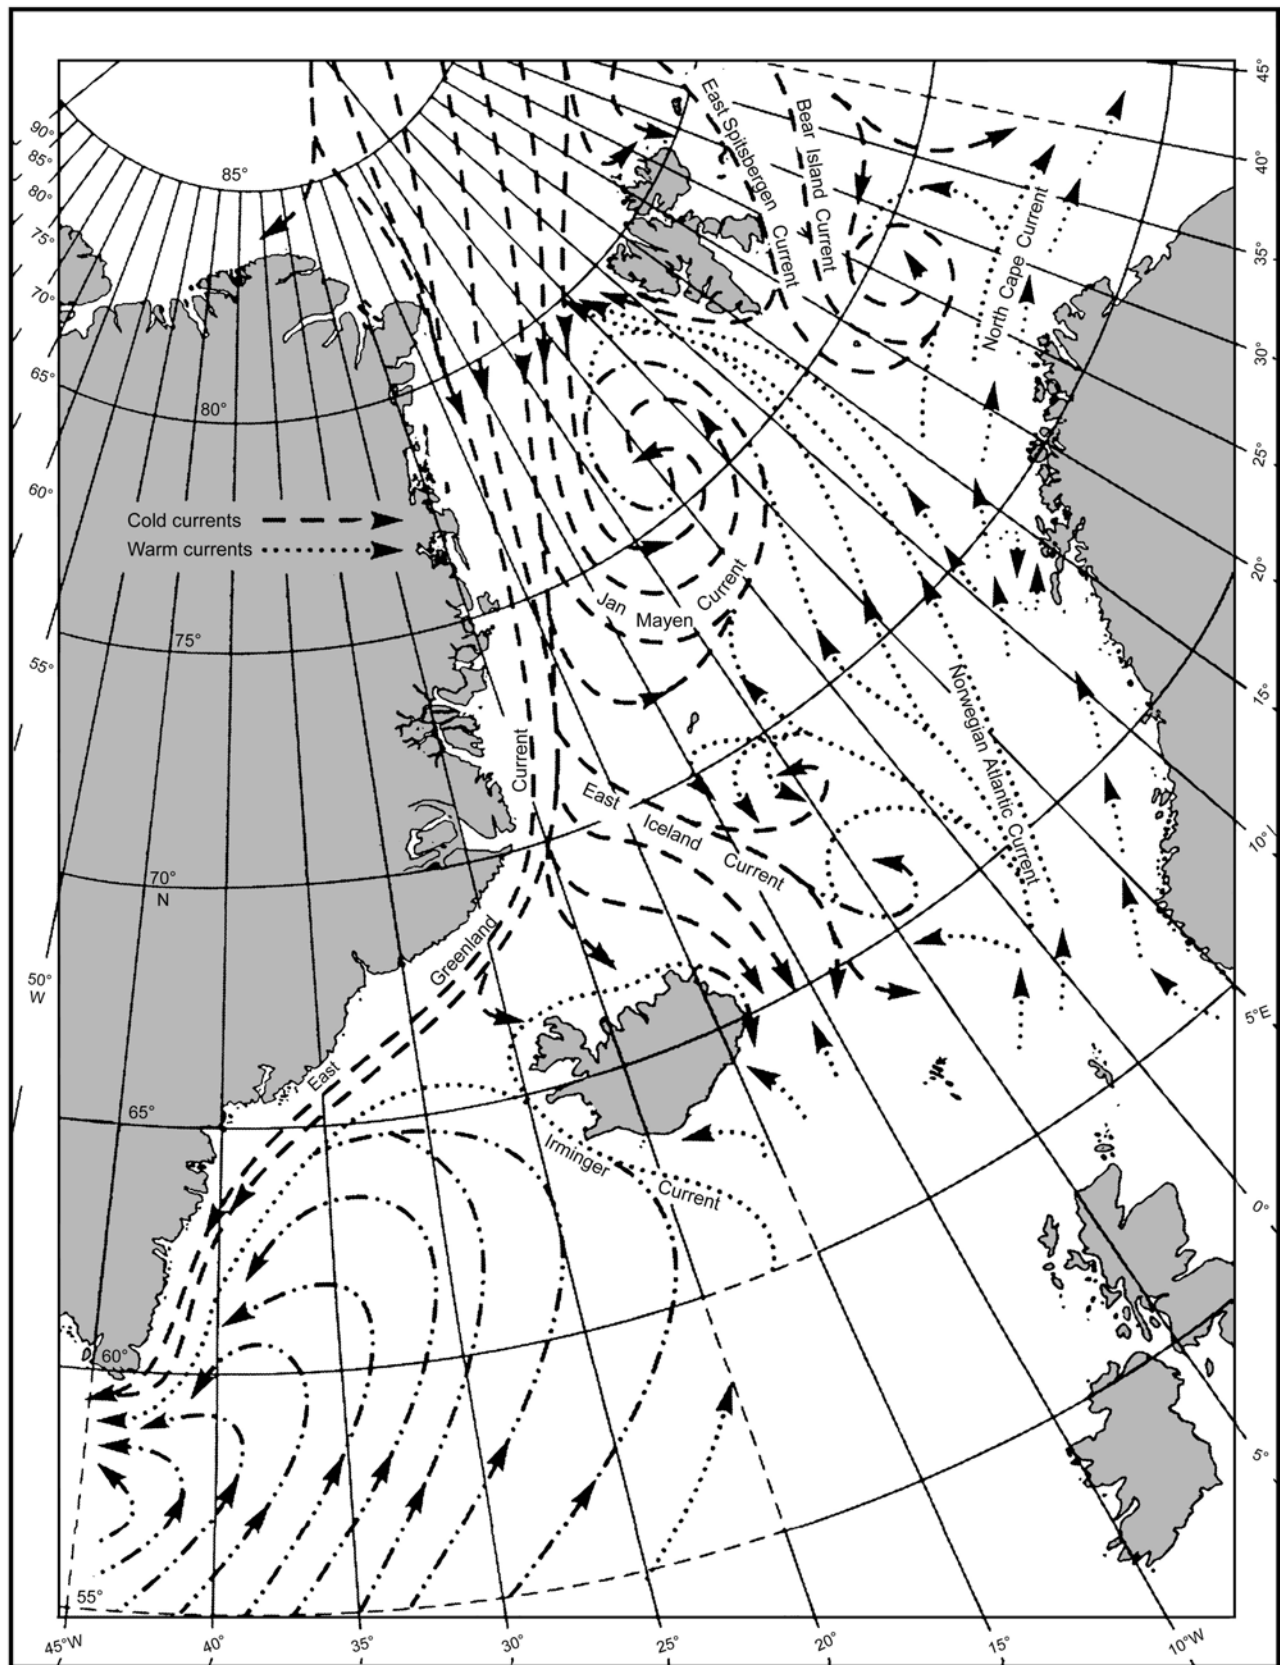 45°
90°
85°
80°
75°
70°
65°
60°
55°
50°
W
85°
80°
75°
70°
N
65°
60°
55°
East Spitsbergen Current
Bear Island Current
North Cape Current
40°
35°
30°
25°
20°
15°
10°
5°E
0°
5°
Cold currents
Warm currents
Jan Mayen Current
Norwegian Atlantic Current
East Iceland Current
East Greenland Current
Irminger Current
45°W
40°
35°
30°
25°
20°
15°
10°W